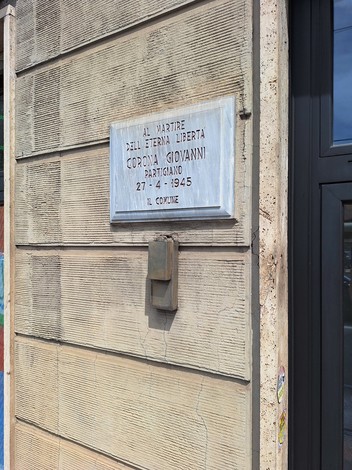 AL MARTIRE
DELL'ETERNA LIBERTA
CORONA GIOVANNI
PARTIGIANO
27-4-1945
IL COMUNE